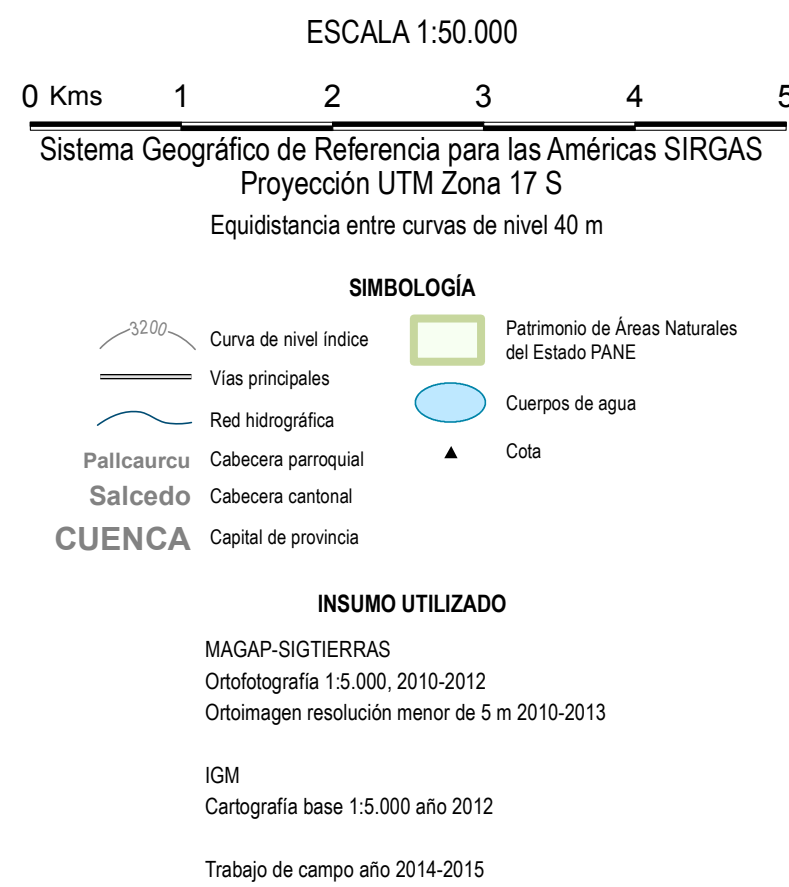 ESCALA 1:50.000
0 Kms 1 2 3 4 5
Sistema Geográfico de Referencia para las Américas SIRGAS
Proyección UTM Zona 17 S
Equidistancia entre curvas de nivel 40 m
SIMBOLOGÍA
3200 Curva de nivel índice
Vías principales
Red hidrográfica
Pallcaurcu Cabecera parroquial
Salcedo Cabecera cantonal
CUENCA Capital de provincia
Patrimonio de Áreas Naturales
del Estado PANE
Cuerpos de agua
Cota
INSUMO UTILIZADO
MAGAP-SIGTIERRAS
Ortofotografía 1:5.000, 2010-2012
Ortoimagen resolución menor de 5 m 2010-2013
IGM
Cartografía base 1:5.000 año 2012
Trabajo de campo año 2014-2015